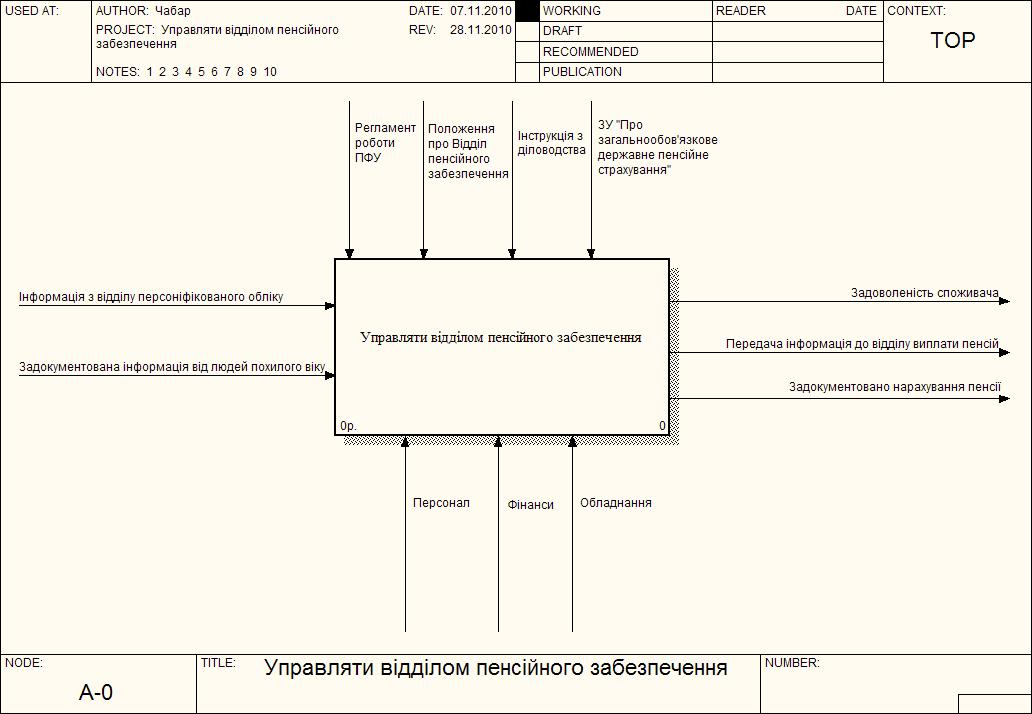 USED AT:
AUTHOR: Чабар
DATE: 07.11.2010
PROJECT: Управляти відділом пенсійного
забезпечення
REV: 28.11.2010
NOTES: 1 2 3 4 5 6 7 8 9 10
WORKING
DRAFT
RECOMMENDED
PUBLICATION
READER
DATE
CONTEXT:
TOP
Регламент
роботи
ПФУ
Положення
про Відділ
пенсійного
забезпечення
Інструкція з
діловодства
ЗУ "Про
загальнообов'язкове
державне пенсійне
страхування"
Інформація з відділу персоніфікованого обліку
Задокументована інформація від людей похилого віку
Управляти відділом пенсійного забезпечення
0р.
0
Задоволеність споживача
Передача інформація до відділу виплати пенсій
Задокументовано нарахування пенсії
Персонал
Фінанси
Обладнання
NODE:
A-0
TITLE:
Управляти відділом пенсійного забезпечення
NUMBER: